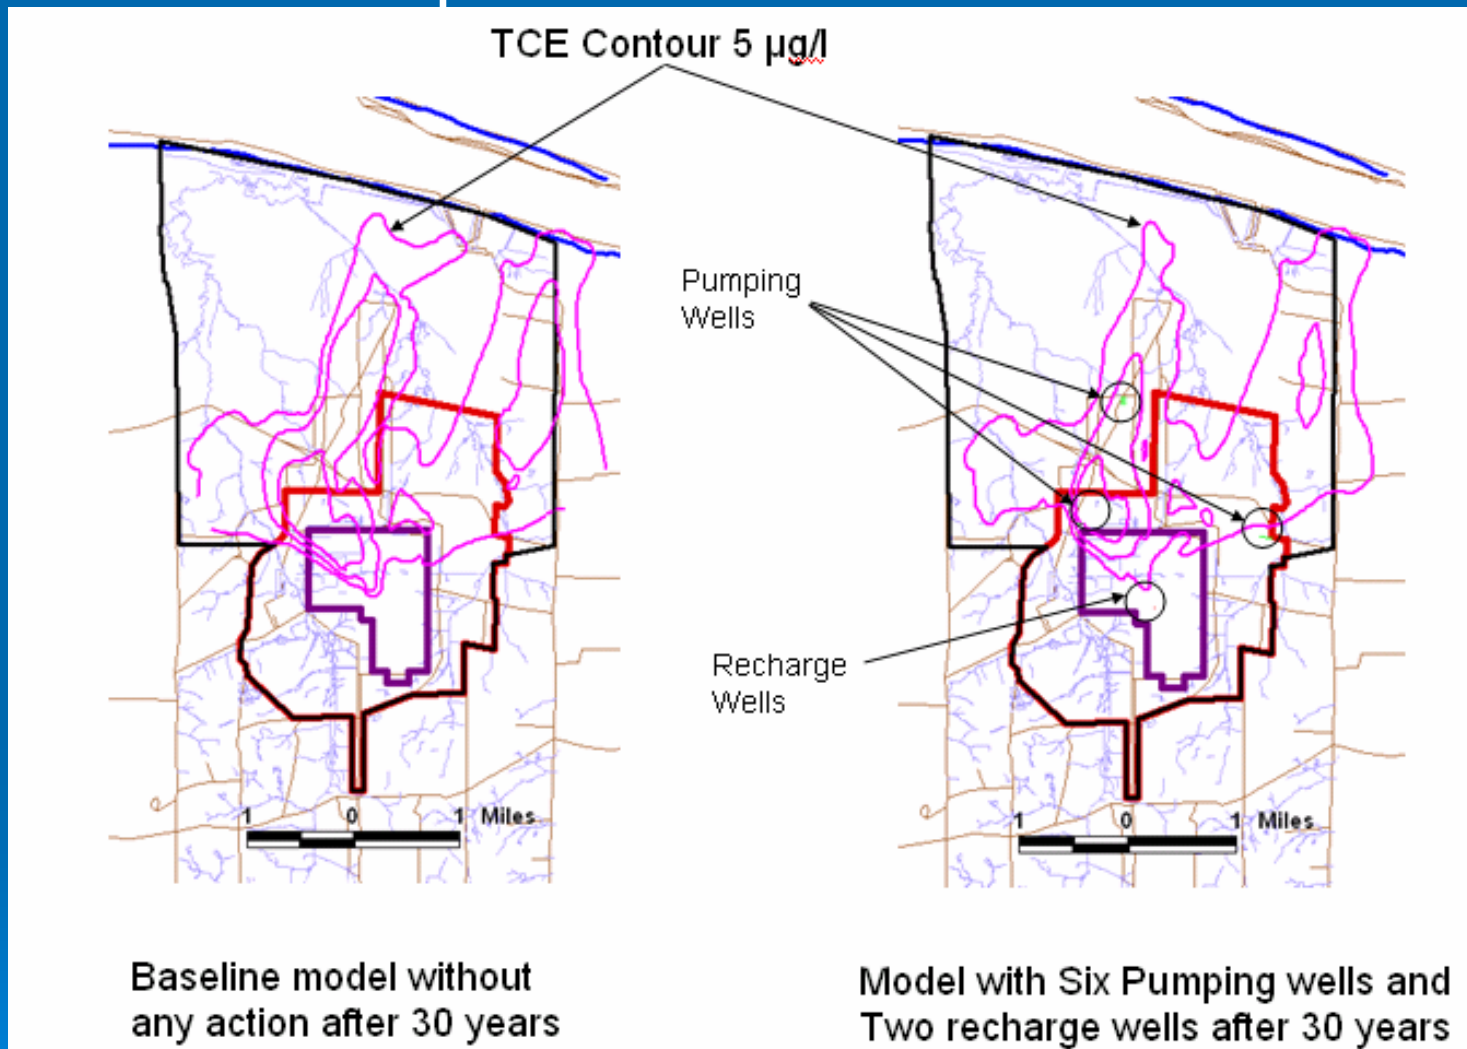 TCE Contour 5 µg/l
Pumping
Wells
Recharge
Wells
1 0 1 Miles
1 0 1 Miles
Baseline model without
any action after 30 years
Model with Six Pumping wells and
Two recharge wells after 30 years